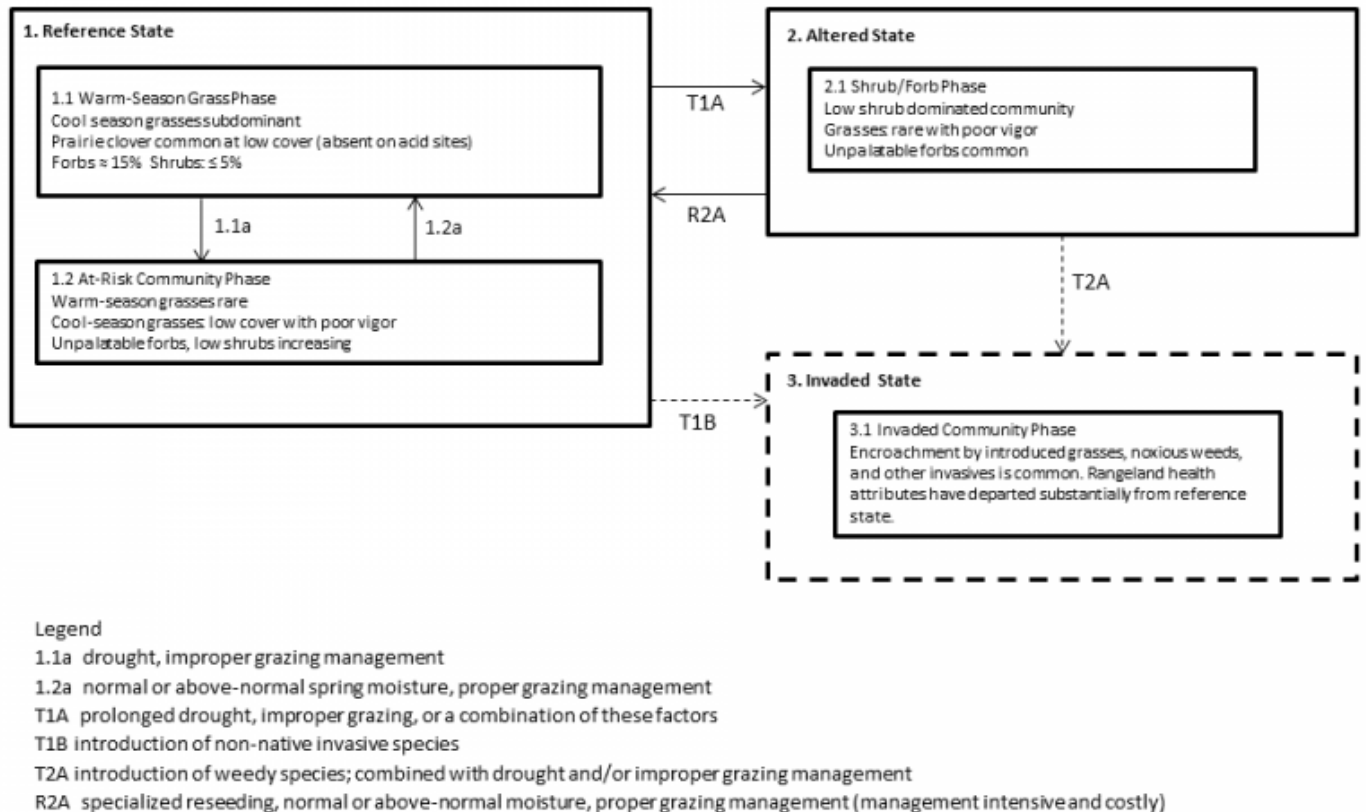 1. Reference State
1.1 Warm-Season Grass Phase
Cool season grasses subdominant
Prairie clover common at low cover (absent on acid sites)
Forbs ≈ 15% Shrubs: ≤ 5%
1.1a
1.2a
1.2 At-Risk Community Phase
Warm-season grasses rare
Cool-season grasses: low cover with poor vigor
Unpalatable forbs, low shrubs increasing
T1A
R2A
T1B
2. Altered State
2.1 Shrub/Forb Phase
Low shrub dominated community
Grasses: rare with poor vigor
Unpalatable forbs common
T2A
3. Invaded State
3.1 Invaded Community Phase
Encroachment by introduced grasses, noxious weeds,
and other invasives is common. Rangeland health
attributes have departed substantially from reference
state.
Legend
1.1a drought, improper grazing management
1.2a normal or above-normal spring moisture, proper grazing management
T1A prolonged drought, improper grazing, or a combination of these factors
T1B introduction of non-native invasive species
T2A introduction of weedy species; combined with drought and/or improper grazing management
R2A specialized reseeding, normal or above-normal moisture, proper grazing management (management intensive and costly)